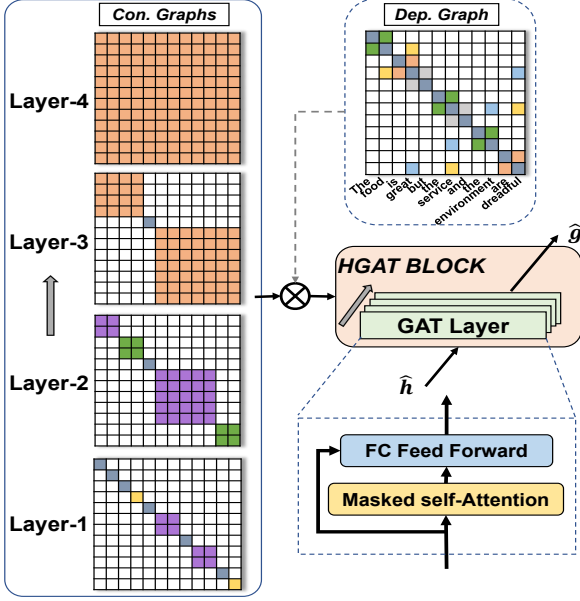 Con. Graphs
Dep. Graph
Layer-4
Layer-3
Layer-2
Layer-1
The
food
is
great
but
the
service
and
the
environment
are
dreadful
ĝ
HGAT BLOCK
GAT Layer
ĥ
FC Feed Forward
Masked self-Attention